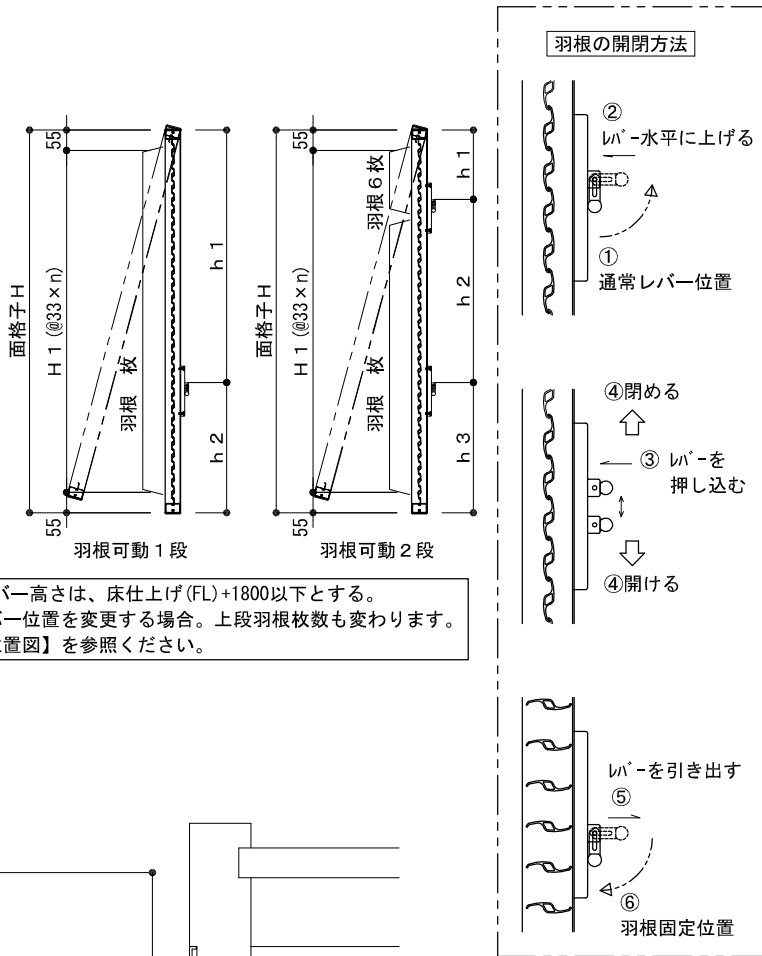 羽根の開閉方法
②
ﾚﾊﾞｰ水平に上げる
①
通常レバー位置
④閉める
③ ﾚﾊﾞｰを
押し込む
④開ける
ﾚﾊﾞｰを引き出す
⑤
⑥
羽根固定位置
面格子H
55
H1(@33×n)
55
羽根　枚
h1
h2
羽根可動1段
面格子H
55
H1(@33×n)
55
羽根6枚
羽根　枚
h1
h2
h3
羽根可動2段
バー高さは、床仕上げ(FL)+1800以下とする。
バー位置を変更する場合。上段羽根枚数も変わります。
置図】を参照ください。